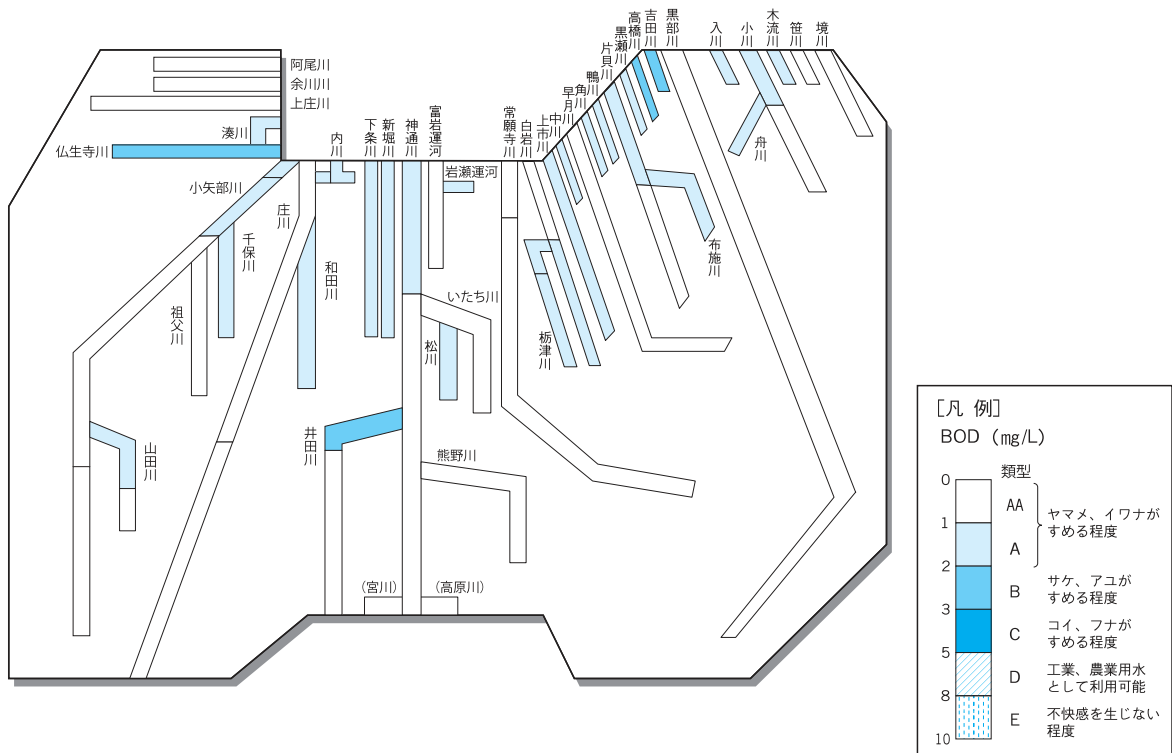 阿尾川
余川川
上庄川
湊川
仏生寺川
小矢部川
庄川
千保川
祖父川
山田川
内川
和田川
下条川
新堀川
神通川
富岩運河
岩瀬運河
いたち川
松川
井田川
熊野川
(宮川)
(高原川)
常願寺川
白岩川
上市川
中川
早月川
角川
鴨川
片貝川
黒瀬川
高橋川
吉田川
黒部川
入川
小川
木流川
笹川
境川
舟川
布施川
栃津川
[凡 例]
BOD (mg/L)
類型
0
1
2
3
5
8
10
AA
A
B
C
D
E
ヤマメ、イワナが
すめる程度
サケ、アユが
すめる程度
コイ、フナが
すめる程度
工業、農業用水
として利用可能
不快感を生じない
程度